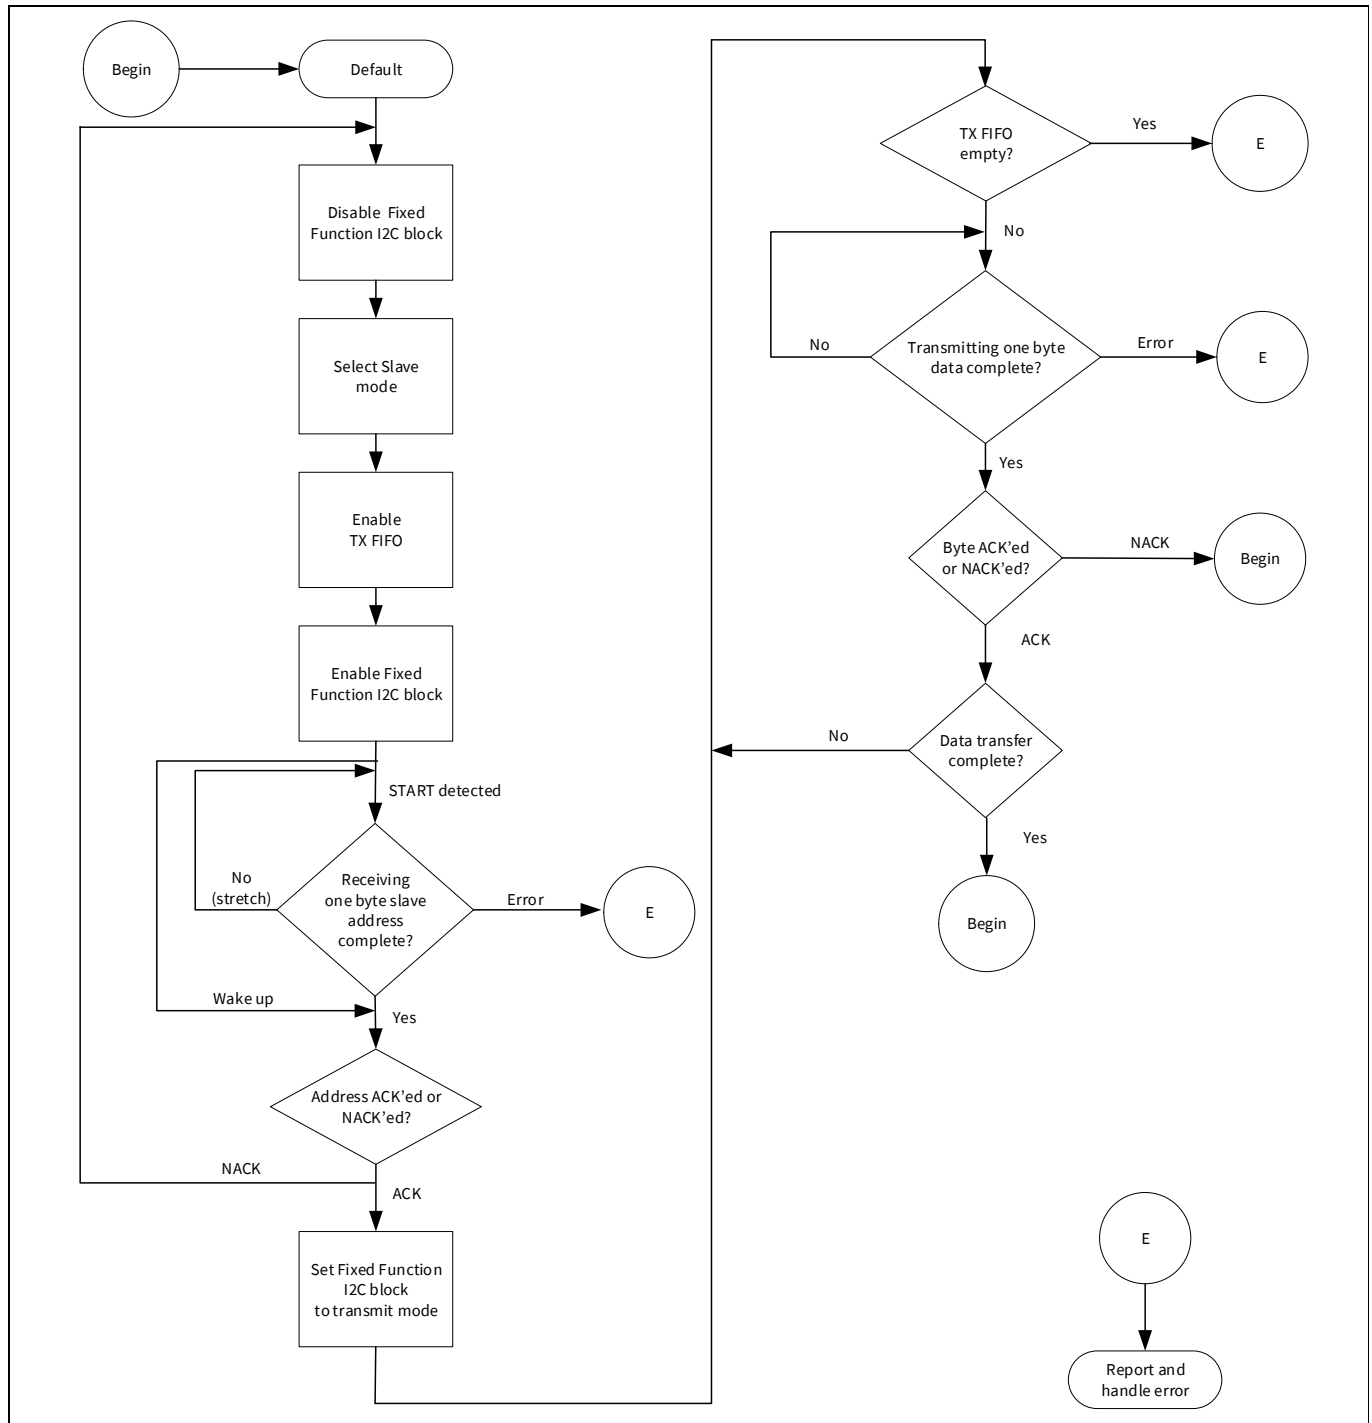 Begin
Default
Disable Fixed
Function I2C block
Select Slave
mode
Enable
TX FIFO
Enable Fixed
Function I2C block
START detected
No
(stretch)
Receiving
one byte slave
address
complete?
Error
E
Wake up
Yes
Address ACK’ed or
NACK’ed?
NACK
ACK
Set Fixed Function
I2C block
to transmit mode
TX FIFO
empty?
Yes
E
No
No
Transmitting one byte
data complete?
Error
E
Yes
Byte ACK’ed
or NACK’ed?
NACK
Begin
ACK
No
Data transfer
complete?
Yes
Begin
E
Report and
handle error